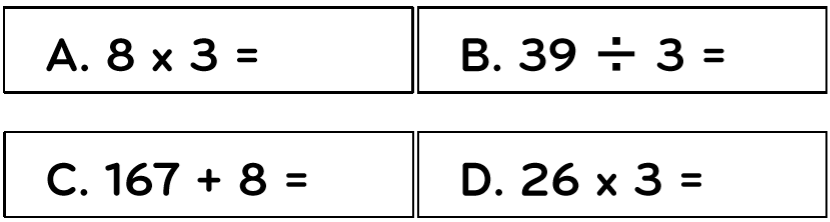 A. 8 x 3 =
B. 39 ÷ 3 =
C. 167 + 8 =
D. 26 x 3 =